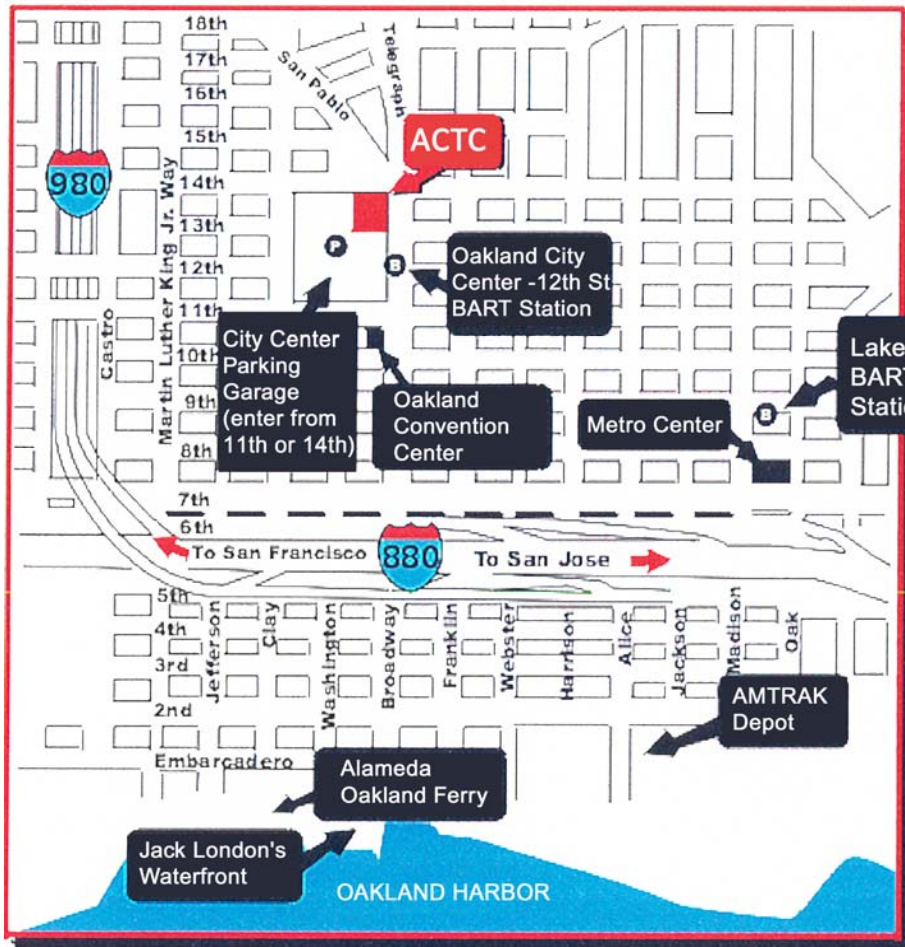 18th
17th
16th
15th
14th
13th
12th
11th
10th
9th
8th
7th
6th
5th
4th
3rd
2nd
San Pablo
Telegraph
ACTC
980
Martin Luther King Jr. Way
Castro
P
B
Oakland City
Center -12th St
BART Station
City Center
Parking
Garage
(enter from
11th or 14th)
Oakland
Convention
Center
Lake
BART
Statio
B
Metro Center
To San Francisco
880
To San Jose
Jefferson
Clay
Washington
Broadway
Franklin
Webster
Harrison
Alice
Jackson
Madison
Oak
Embarcadero
AMTRAK
Depot
Alameda
Oakland Ferry
Jack London's
Waterfront
OAKLAND HARBOR